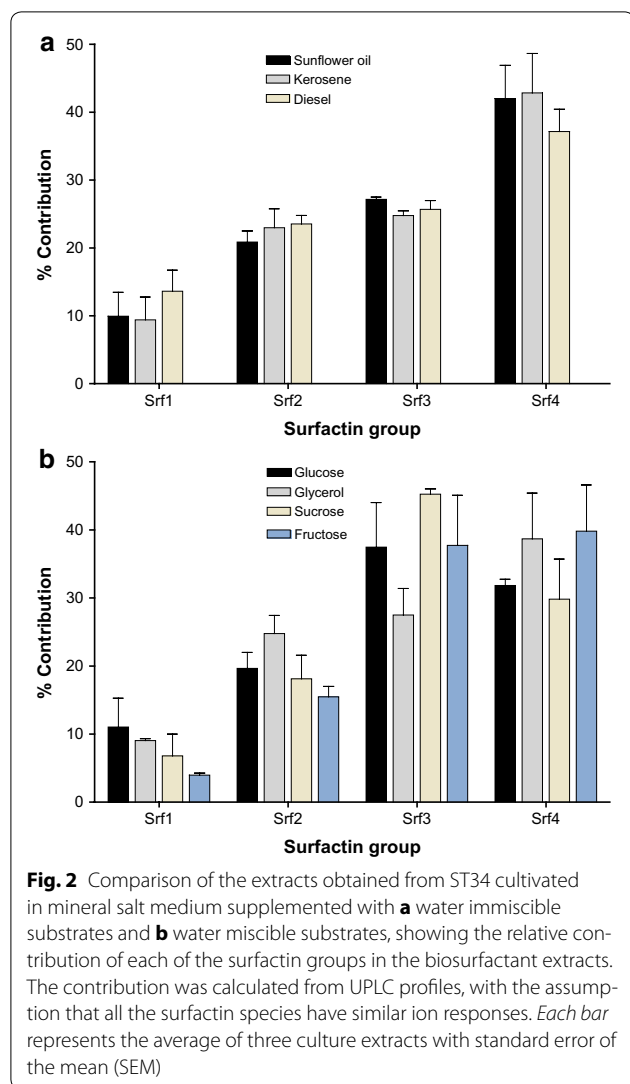 a
50
40
30
20
10
0
% Contribution
Sunflower oil
Kerosene
Diesel
Srf1 Srf2 Srf3 Srf4
Surfactin group
b
50
40
30
20
10
0
% Contribution
Glucose
Glycerol
Sucrose
Fructose
Srf1 Srf2 Srf3 Srf4
Surfactin group
Fig. 2 Comparison of the extracts obtained from ST34 cultivated
in mineral salt medium supplemented with a water immiscible
substrates and b water miscible substrates, showing the relative con-
tribution of each of the surfactin groups in the biosurfactant extracts.
The contribution was calculated from UPLC profiles, with the assump-
tion that all the surfactin species have similar ion responses. Each bar
represents the average of three culture extracts with standard error of
the mean (SEM)